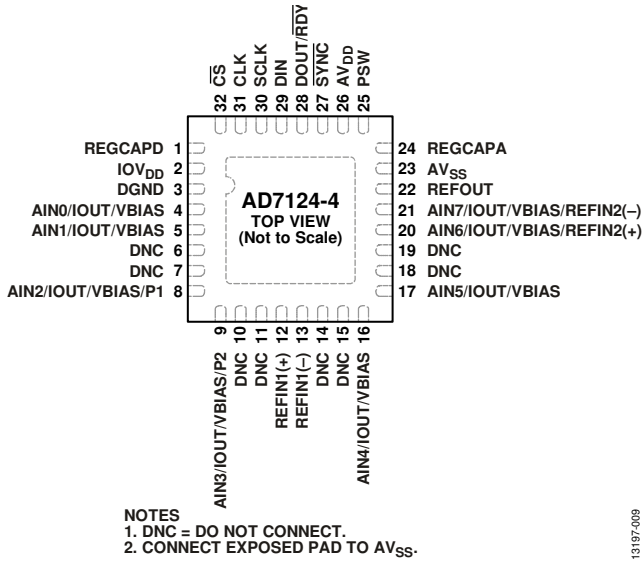 32 CS
31 CLK
30 SCLK
29 DIN
28 DOUT/RDY
27 SYNC
26 AVDD
25 PSW
REGCAPD 1
IOVDD 2
DGND 3
AIN0/IOUT/VBIAS 4
AIN1/IOUT/VBIAS 5
DNC 6
DNC 7
AIN2/IOUT/VBIAS/P1 8
AD7124-4
TOP VIEW
(Not to Scale)
24 REGCAPA
23 AVSS
22 REFOUT
21 AIN7/IOUT/VBIAS/REFIN2(–)
20 AIN6/IOUT/VBIAS/REFIN2(+)
19 DNC
18 DNC
17 AIN5/IOUT/VBIAS
AIN3/IOUT/VBIAS/P2 9
DNC 10
DNC 11
REFIN1(+) 12
REFIN1(–) 13
DNC 14
DNC 15
AIN4/IOUT/VBIAS 16
NOTES
1. DNC = DO NOT CONNECT.
2. CONNECT EXPOSED PAD TO AVSS.
13197-009